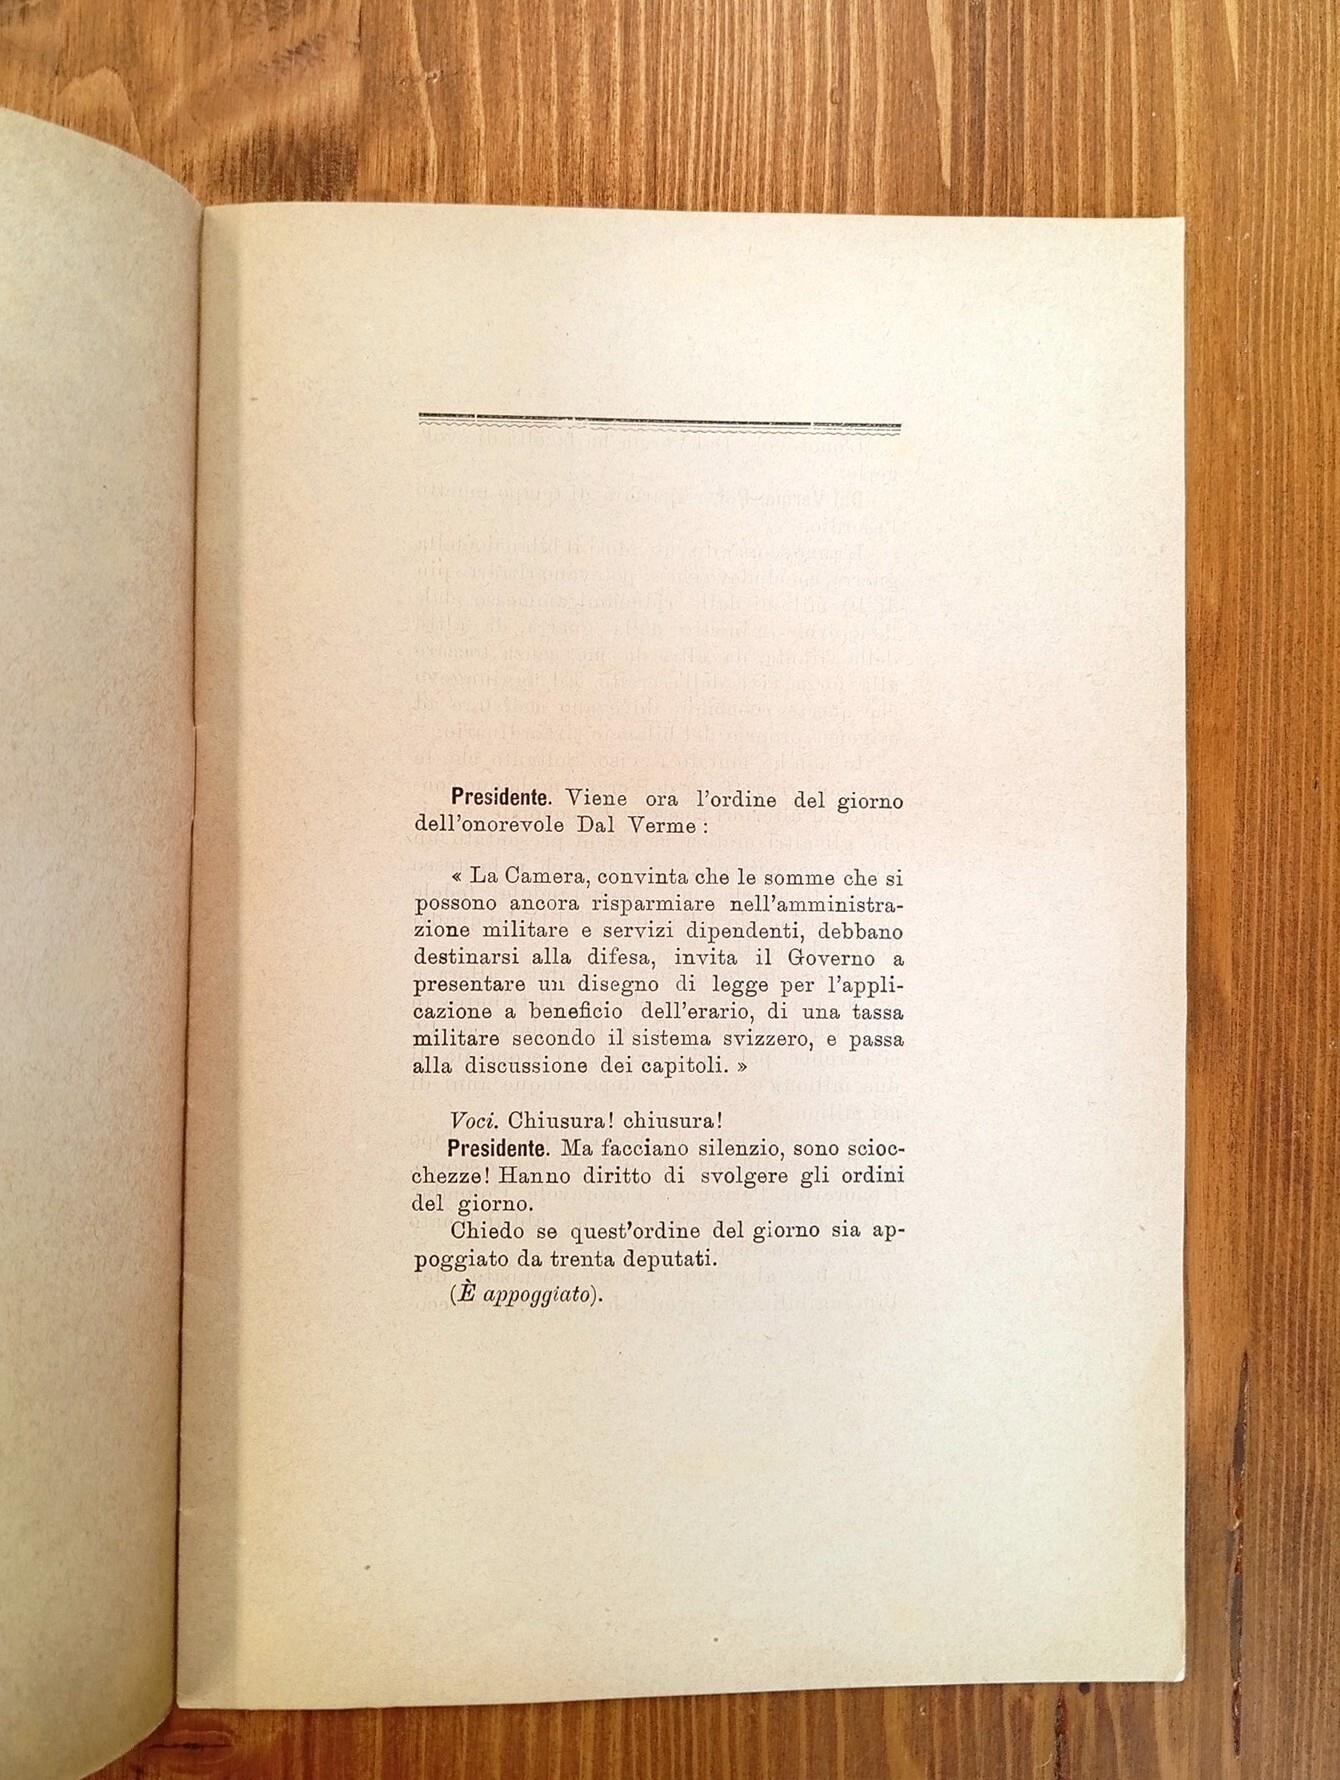 Presidente. Viene ora l'ordine del giorno
dell'onorevole Dal Verme :
« La Camera, convinta che le somme che si
possono ancora risparmiare nell'amministra-
zione militare e servizi dipendenti, debbano
destinarsi alla difesa, invita il Governo a
presentare un disegno di legge per l'appli-
cazione a beneficio dell'erario, di una tassa
militare secondo il sistema svizzero, e passa
alla discussione dei capitoli. »
Voci. Chiusura! chiusura!
Presidente. Ma facciano silenzio, sono scioc-
chezze! Hanno diritto di svolgere gli ordini
del giorno.
Chiedo se quest'ordine del giorno sia ap-
poggiato da trenta deputati.
(È appoggiato).